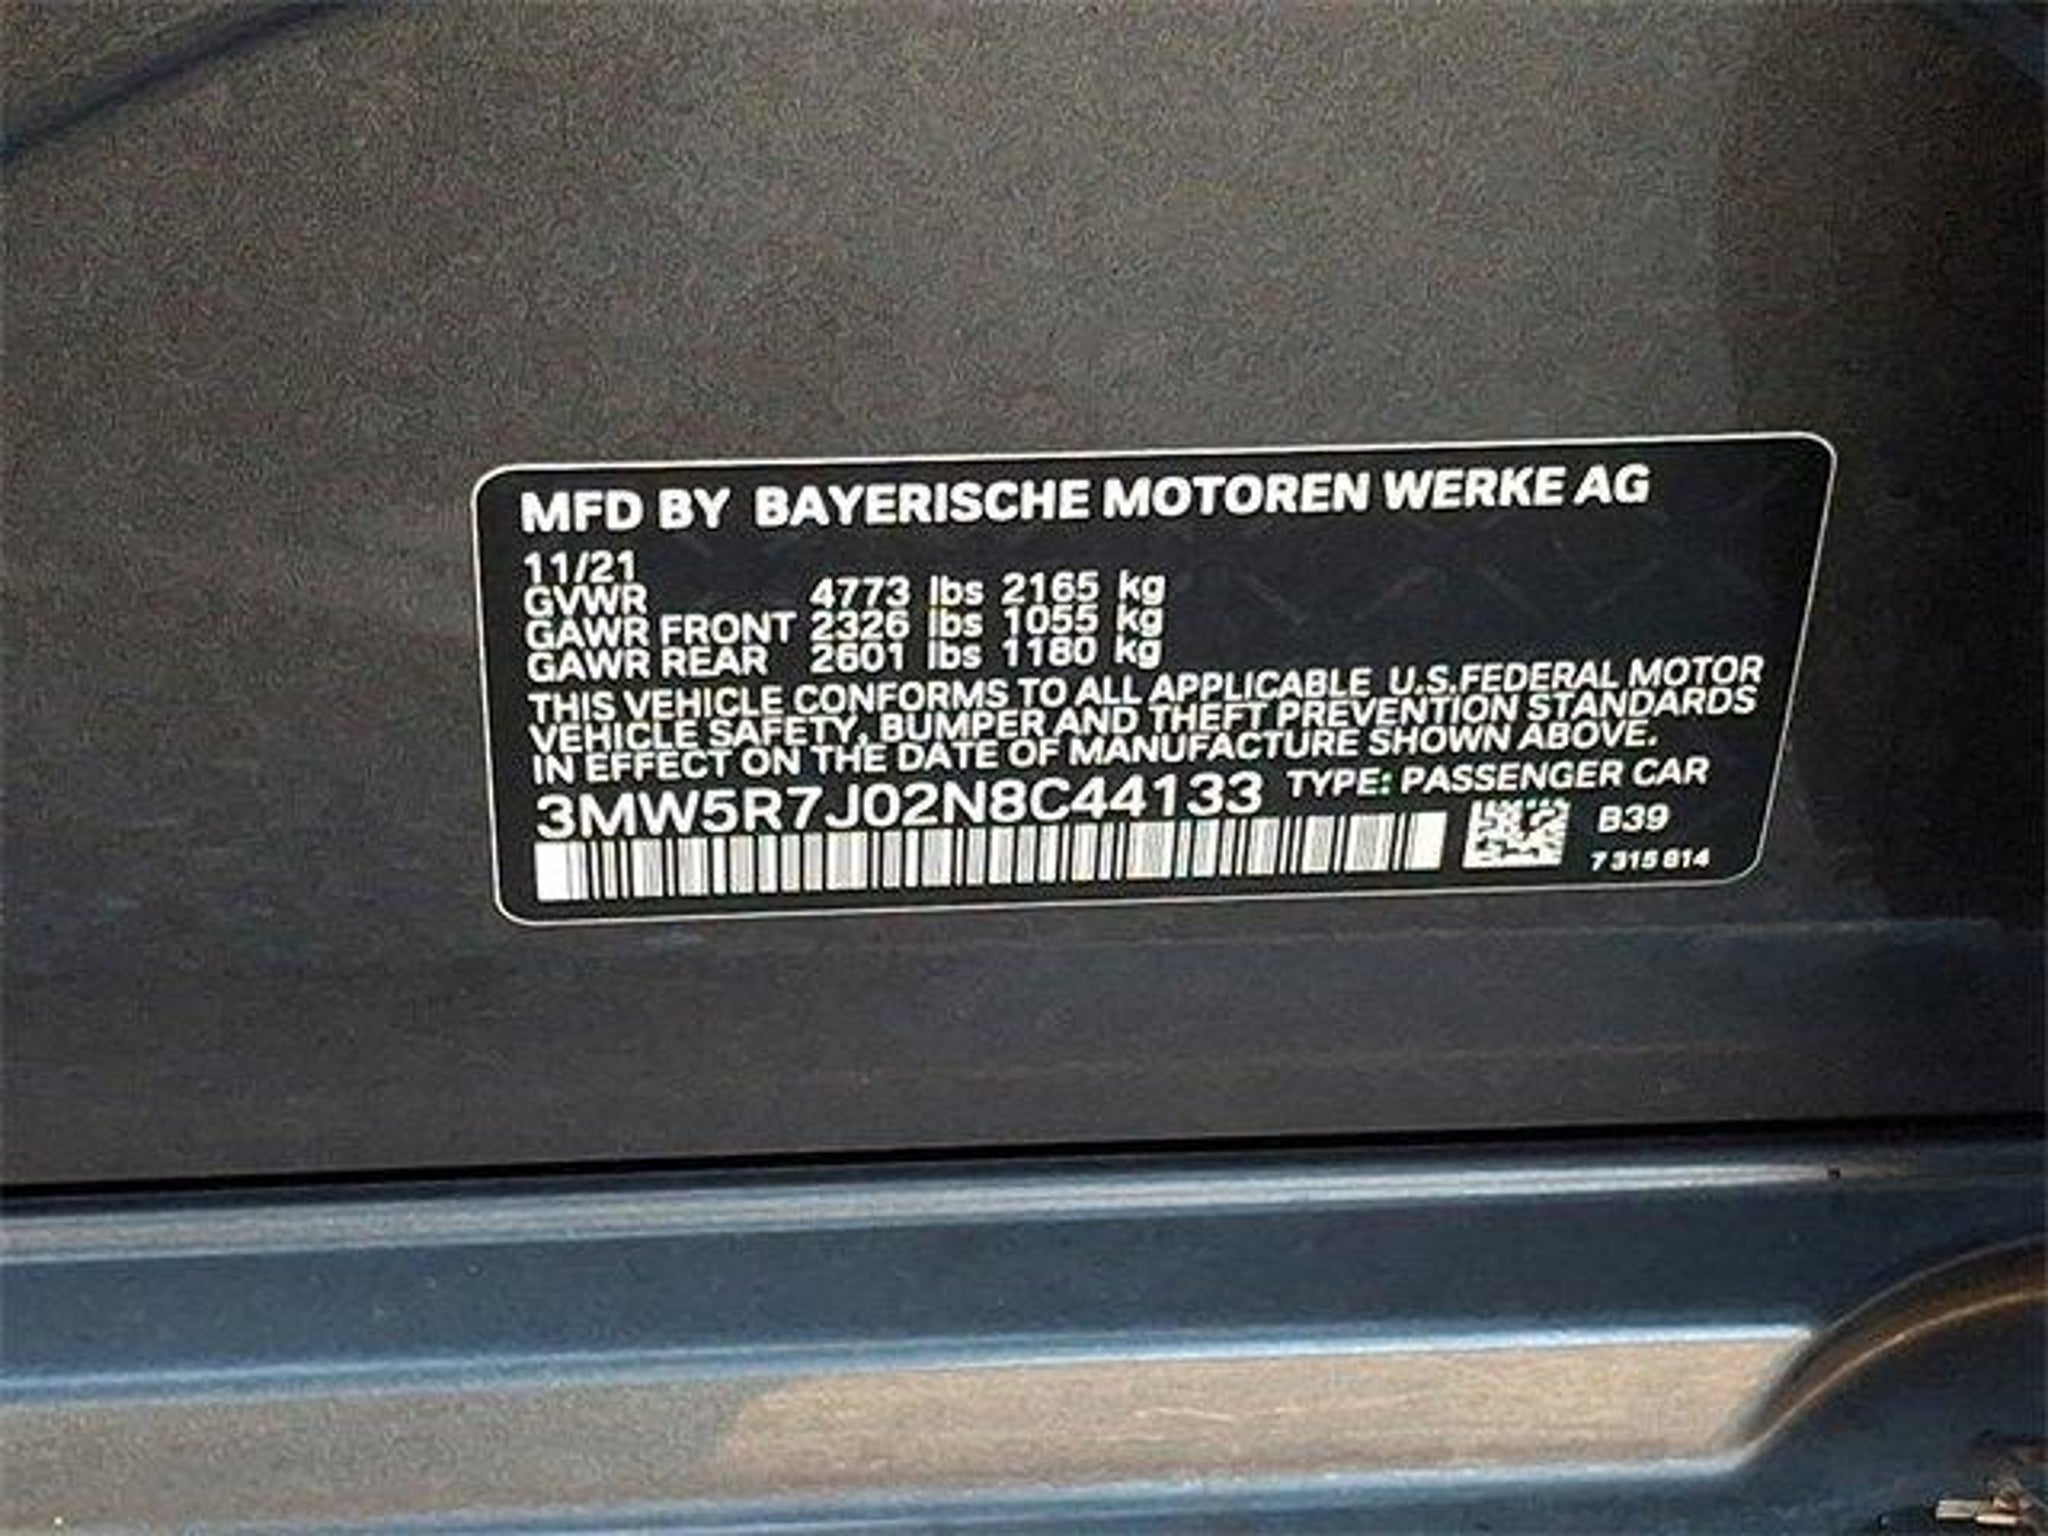 MFD BY BAYERISCHE MOTOREN WERKE AG
11/21
GVWR 4773 lbs 2165 kg
GAWR FRONT 2326 lbs 1055 kg
GAWR REAR 2601 lbs 1180 kg
THIS VEHICLE CONFORMS TO ALL APPLICABLE U.S.FEDERAL MOTOR
VEHICLE SAFETY, BUMPER AND THEFT PREVENTION STANDARDS
IN EFFECT ON THE DATE OF MANUFACTURE SHOWN ABOVE.
3MW5R7J02N8C44133 TYPE: PASSENGER CAR
B39
7 315 814